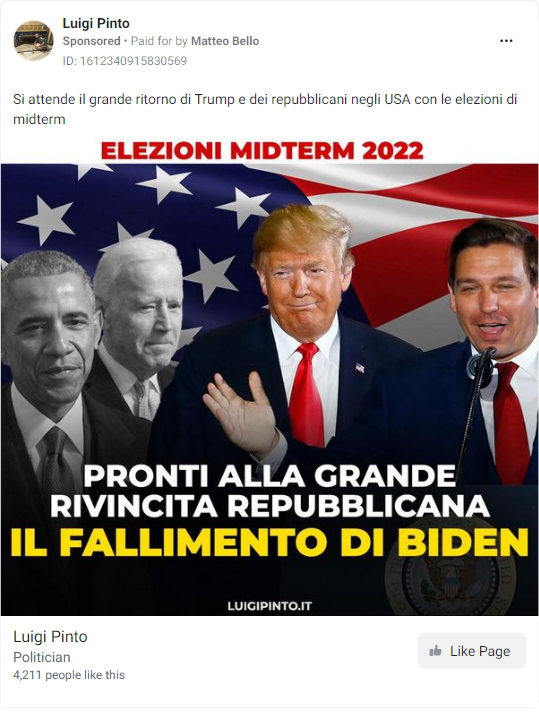 Luigi Pinto
Sponsored • Paid for by Matteo Bello
ID: 1612340915830569
Si attende il grande ritorno di Trump e dei repubblicani negli USA con le elezioni di
midterm
ELEZIONI MIDTERM 2022
PRONTI ALLA GRANDE
RIVINCITA REPUBBLICANA
IL FALLIMENTO DI BIDEN
LUIGIPINTO.IT
Luigi Pinto
Politician
4,211 people like this
Like Page